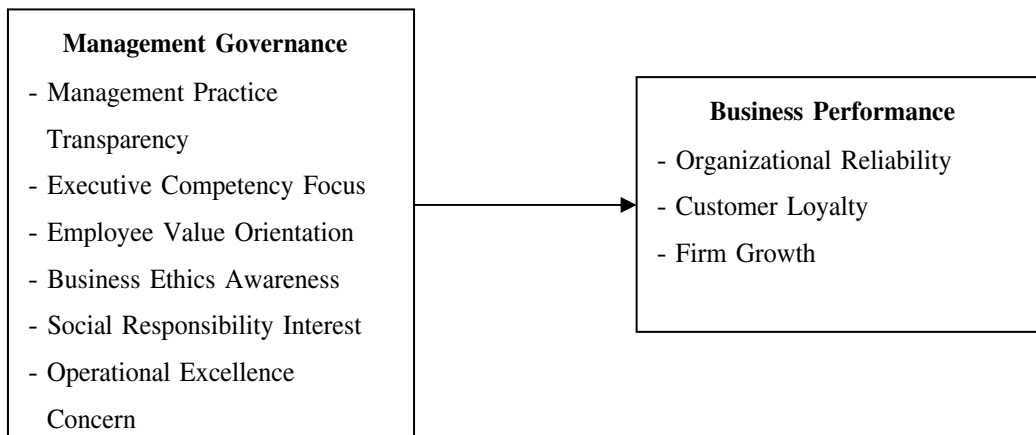 Management Governance
- Management Practice
Transparency
- Executive Competency Focus
- Employee Value Orientation
- Business Ethics Awareness
- Social Responsibility Interest
- Operational Excellence
Concern
Business Performance
- Organizational Reliability
- Customer Loyalty
- Firm Growth